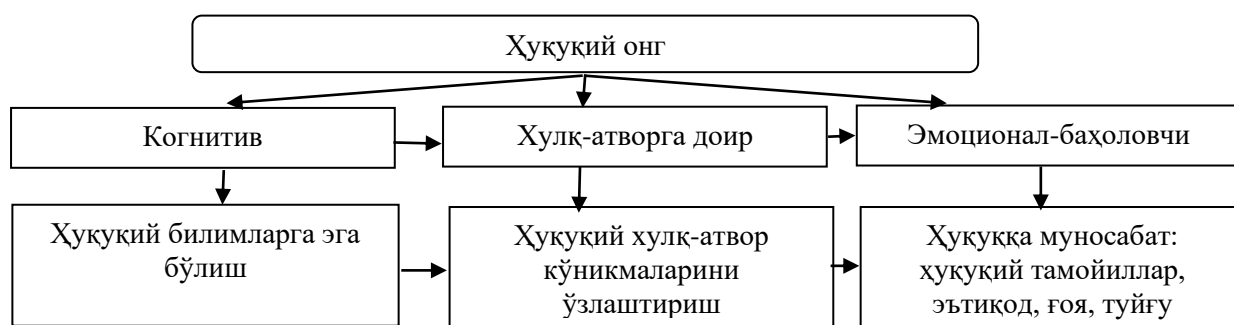 Ҳуқуқий онг
Когнитив
Хулқ-атворга доир
Эмоционал-баҳоловчи
Ҳуқуқий билимларга эга
бўлиш
Ҳуқуқий хулқ-атвор
кўникмаларини
ўзлаштириш
Ҳуқуққа муносабат:
ҳуқуқий тамойиллар,
эътиқод, ғоя, туйғу